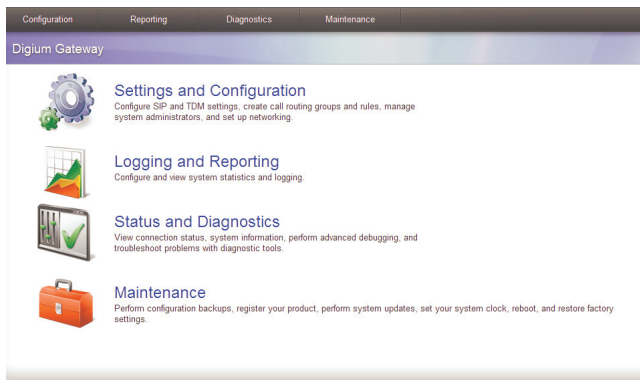 Configuration Reporting Diagnostics Maintenance
Digium Gateway
Settings and Configuration
Configure SIP and TDM settings, create call routing groups and rules, manage
system administrators, and set up networking.
Logging and Reporting
Configure and view system statistics and logging.
Status and Diagnostics
View connection status, system information, perform advanced debugging, and
troubleshoot problems with diagnostic tools.
Maintenance
Perform configuration backups, register your product, perform system updates, set your system clock, reboot, and restore factory
settings.